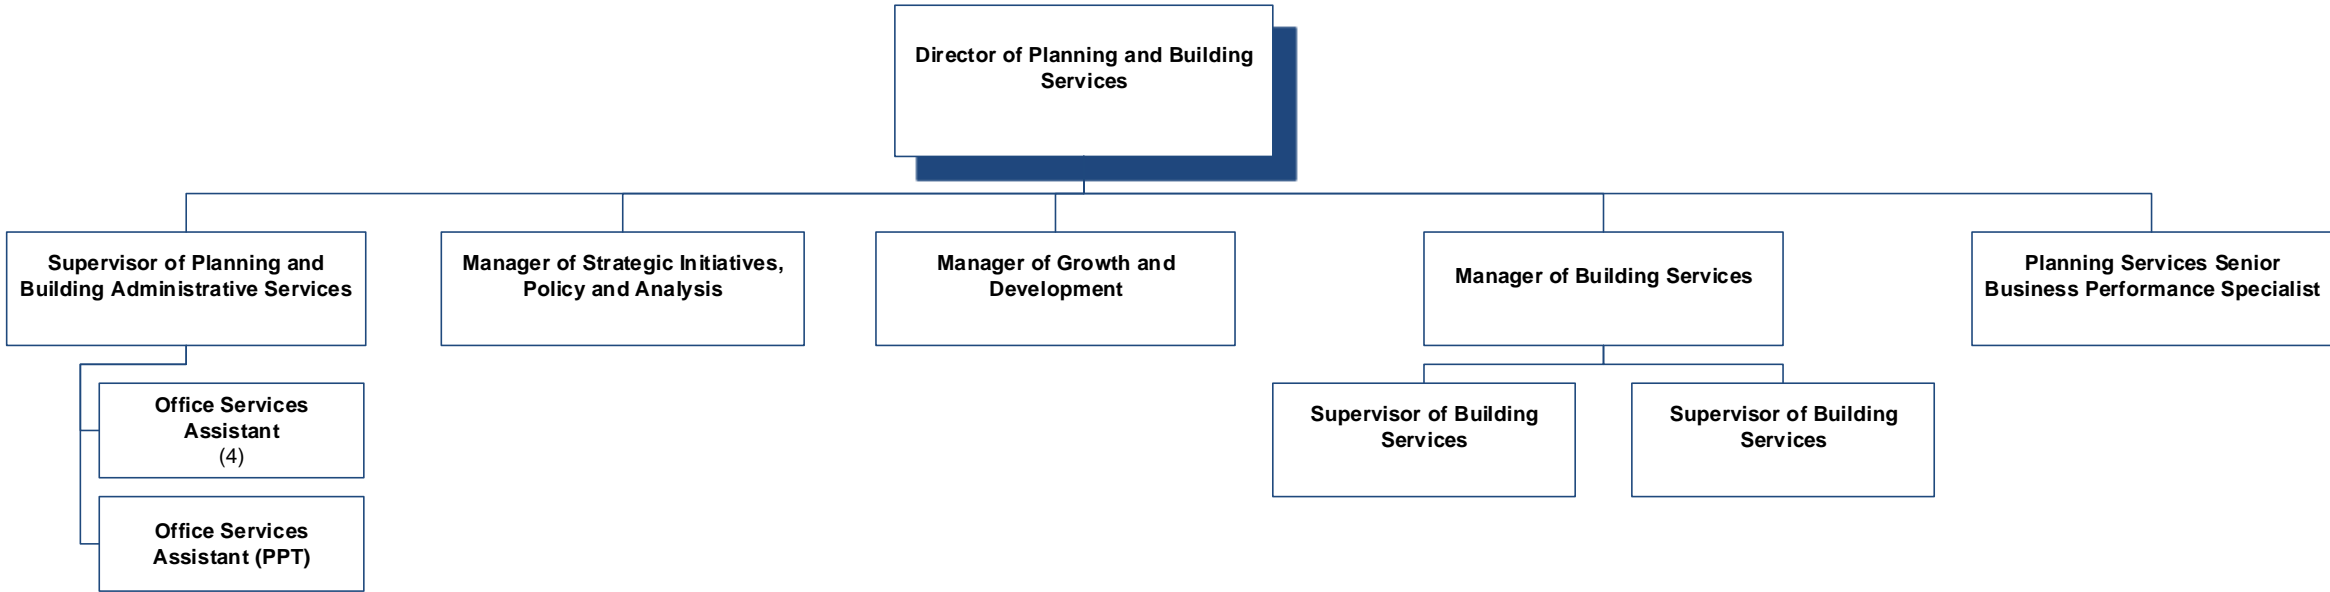 Director of Planning and Building
Services
Supervisor of Planning and
Building Administrative Services
Manager of Strategic Initiatives,
Policy and Analysis
Manager of Growth and
Development
Manager of Building Services
Planning Services Senior
Business Performance Specialist
Office Services
Assistant
(4)
Office Services
Assistant (PPT)
Supervisor of Building
Services
Supervisor of Building
Services